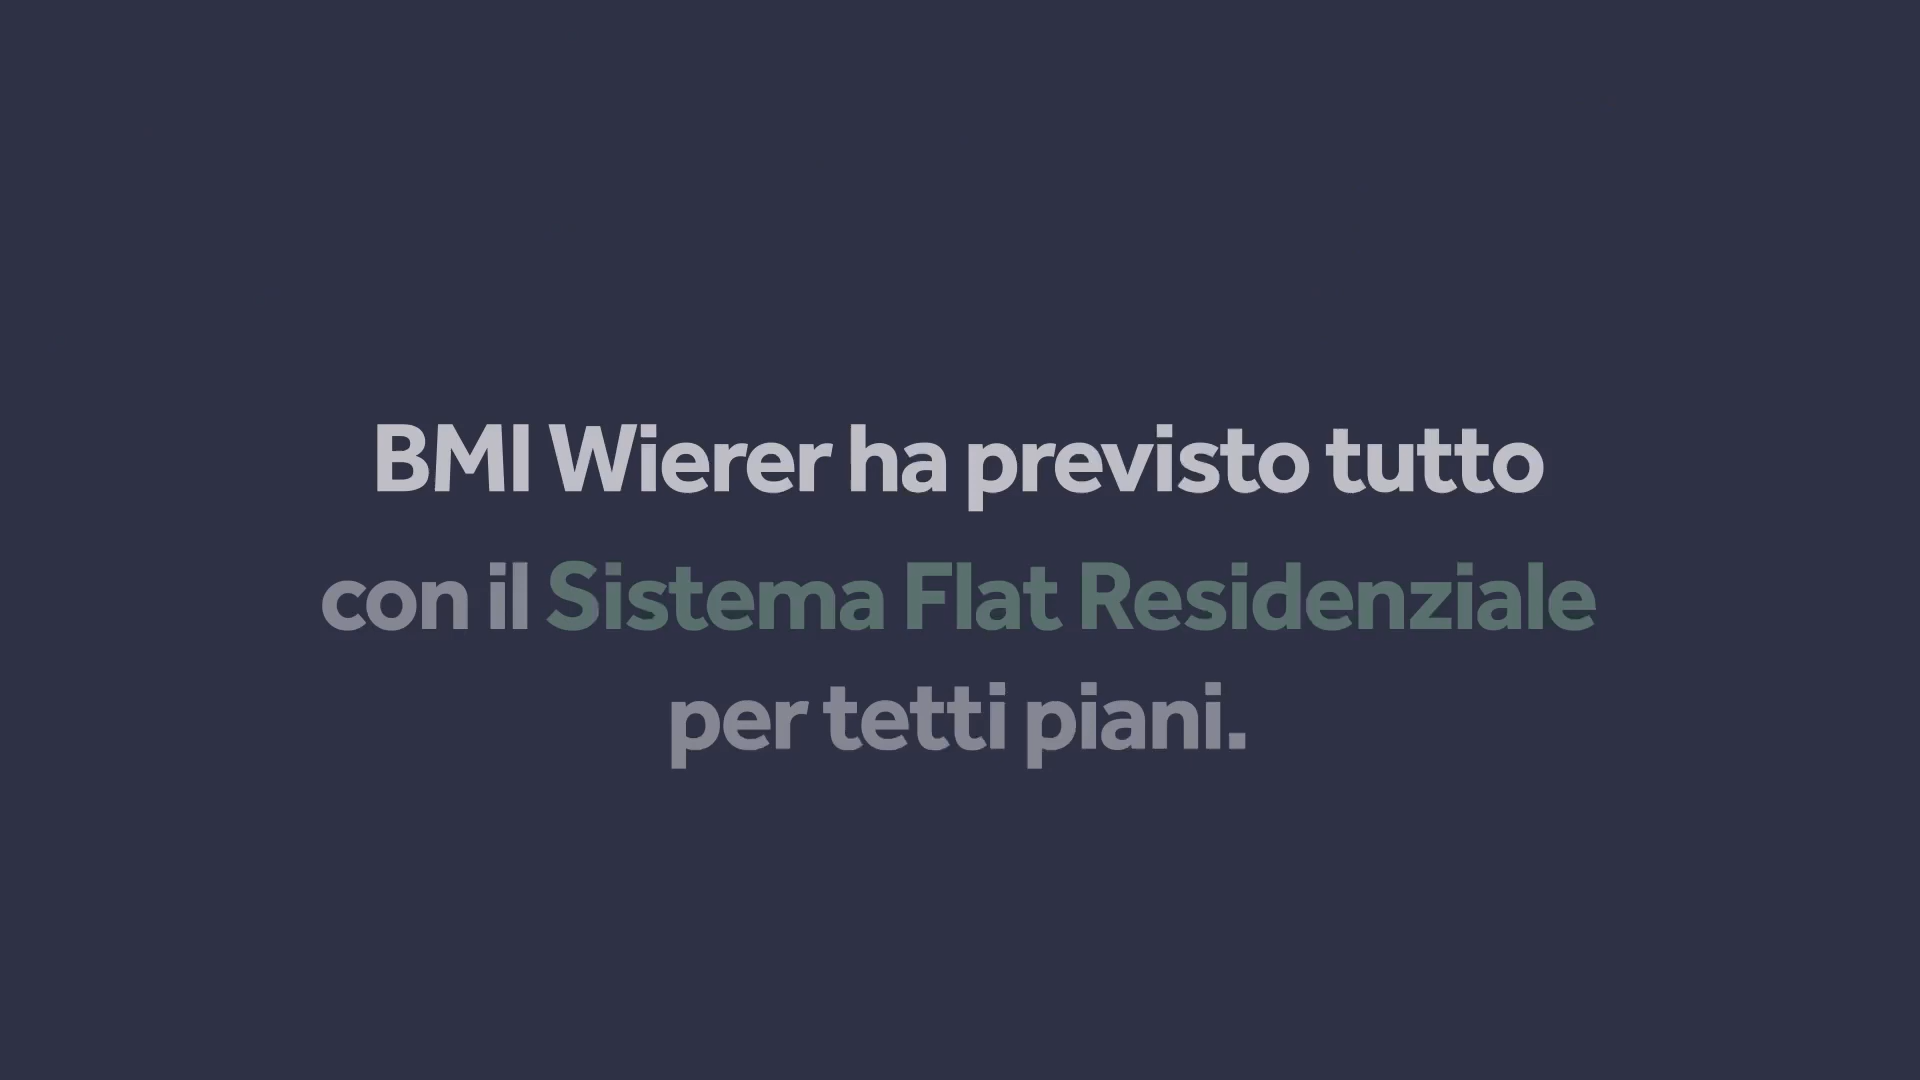 BMI Wierer ha previsto tutto
con il Sistema Flat Residenziale
per tetti piani.